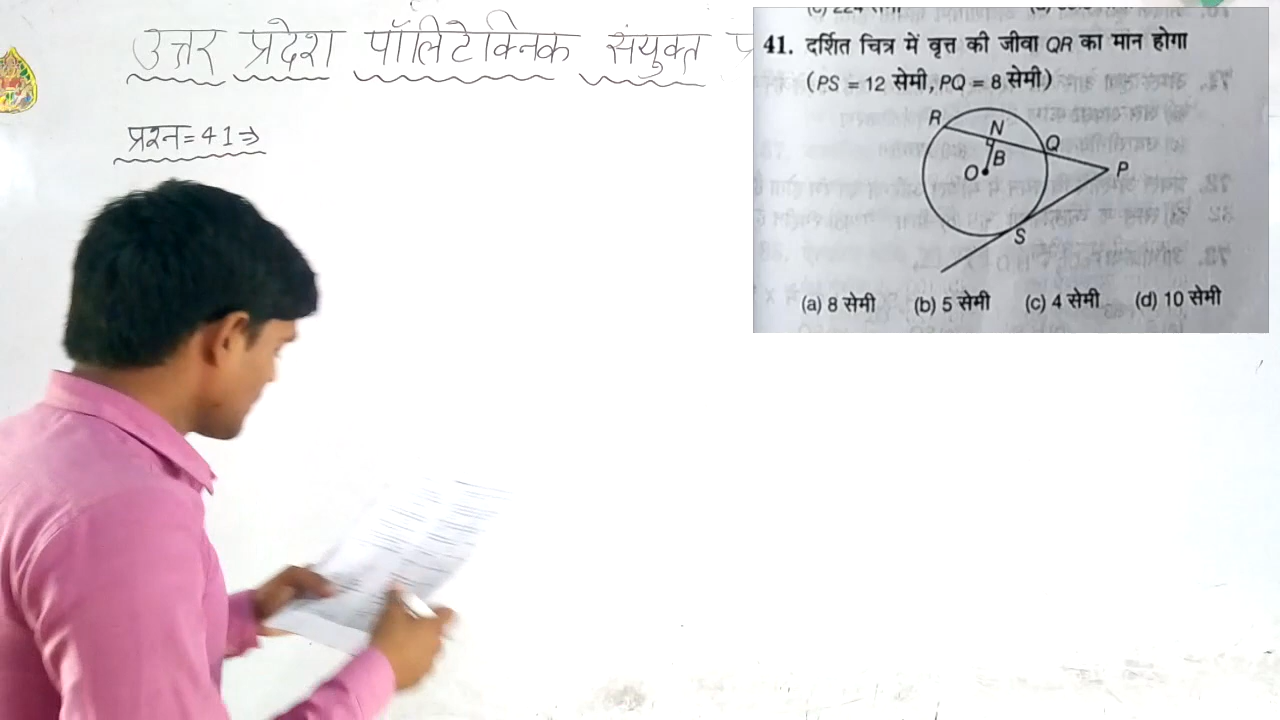 उत्तर प्रदेश पॉलिटेक्निक संयुक्त प्र
प्रश्न=41⇒
41. दर्शित चित्र में वृत्त की जीवा QR का मान होगा
(PS = 12 सेमी, PQ = 8 सेमी)
R
N
Q
B
O
P
S
(a) 8 सेमी (b) 5 सेमी (c) 4 सेमी (d) 10 सेमी